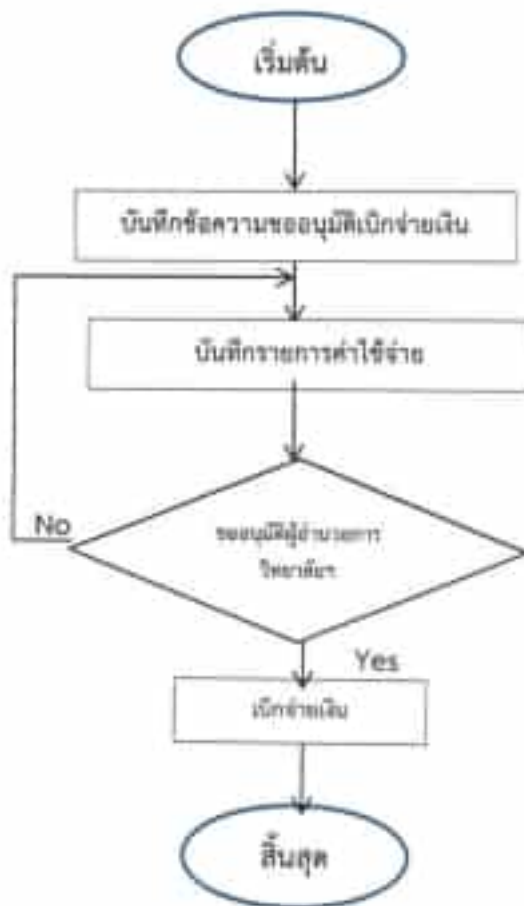 เริ่มต้น
บันทึกข้อความขออนุมัติเบิกจ่ายเงิน
บันทึกรายการค่าใช้จ่าย
No
ขออนุมัติผู้อำนวยการ
วิทยาลัยฯ
Yes
เบิกจ่ายเงิน
สิ้นสุด